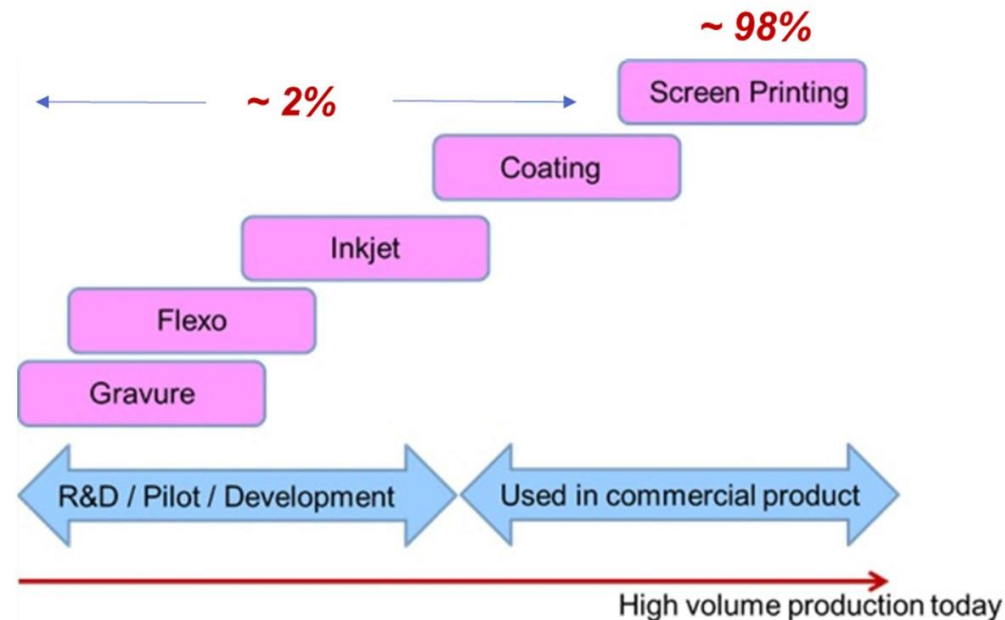 ~ 98%
Screen Printing
~ 2%
Coating
Inkjet
Flexo
Gravure
R&D / Pilot / Development
Used in commercial product
High volume production today